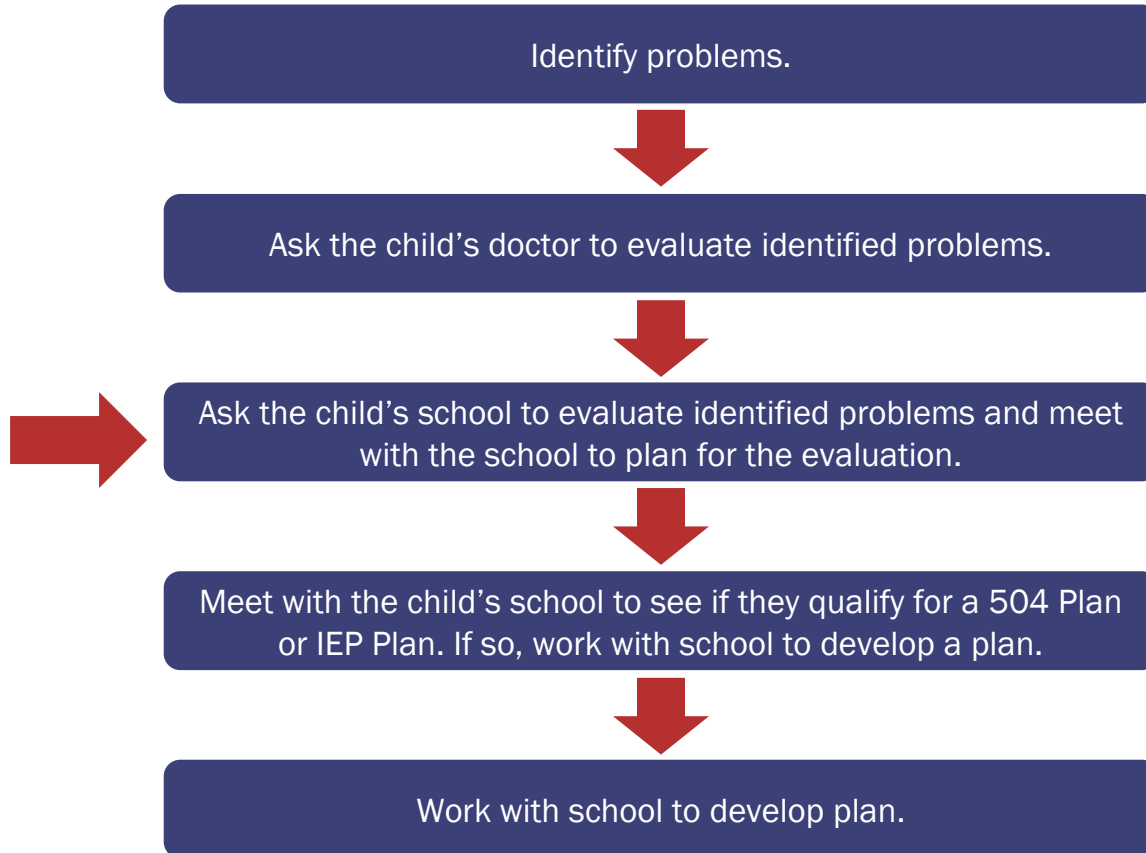 Identify problems.
Ask the child’s doctor to evaluate identified problems.
Ask the child’s school to evaluate identified problems and meet
with the school to plan for the evaluation.
Meet with the child’s school to see if they qualify for a 504 Plan
or IEP Plan. If so, work with school to develop a plan.
Work with school to develop plan.